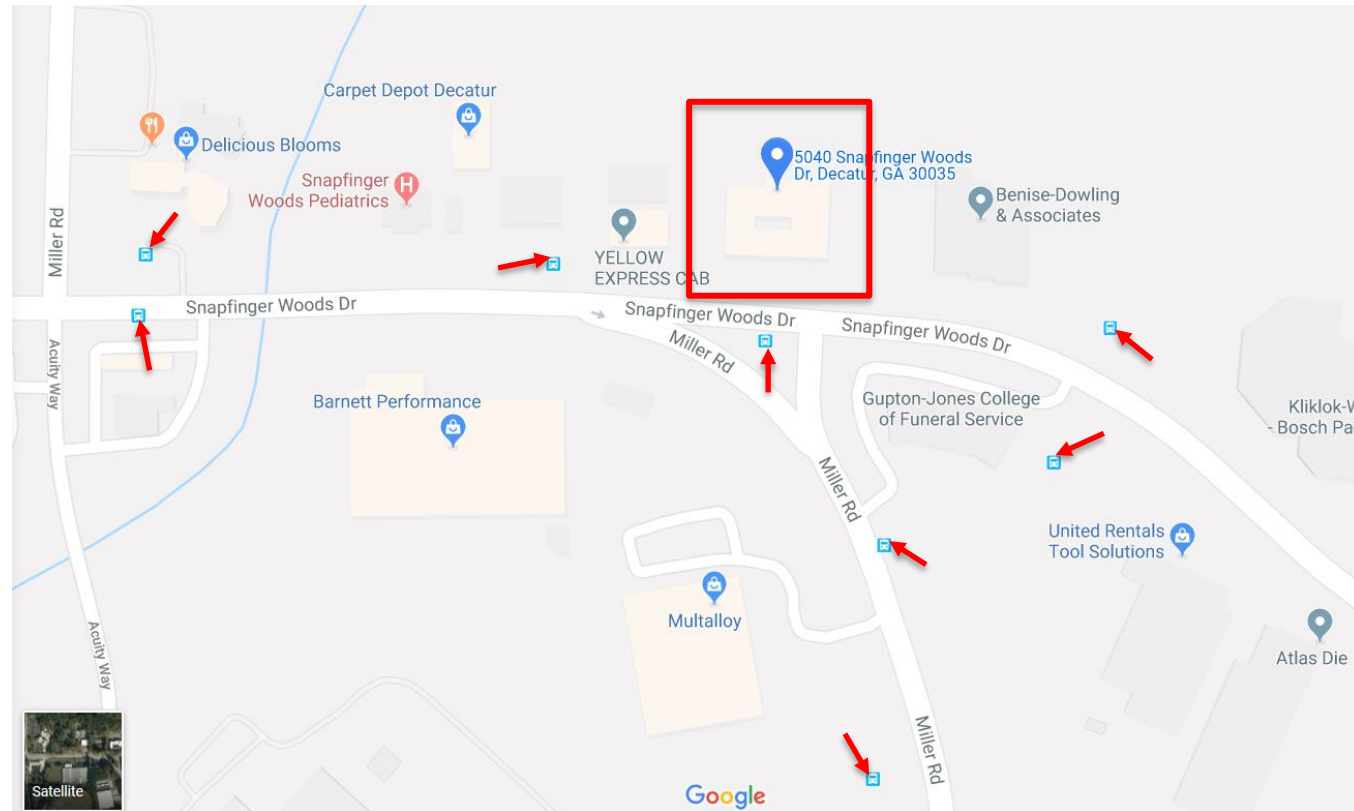 Carpet Depot Decatur
Delicious Blooms
Snapfinger
Woods Pediatrics
5040 Snapfinger Woods
Dr, Decatur, GA 30035
Benise-Dowling
& Associates
Miller Rd
YELLOW
EXPRESS CAB
Snapfinger Woods Dr
Snapfinger Woods Dr
Snapfinger Woods Dr
Miller Rd
Acuity Way
Barnett Performance
Gupton-Jones College
of Funeral Service
Kliklok-W
- Bosch Pa
Miller Rd
United Rentals
Tool Solutions
Multalloy
Acuity Way
Atlas Die
Miller Rd
Satellite
Google